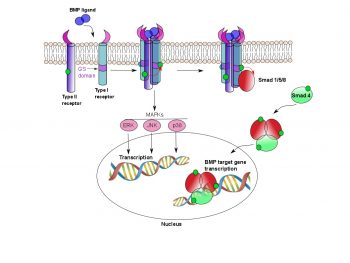 BMP ligand
GS
domain
Type II
receptor
Type I
receptor
Smad 1/5/8
MAPKs
ERK
JNK
p38
Smad 4
Transcription
BMP target gene
transcription
Nucleus